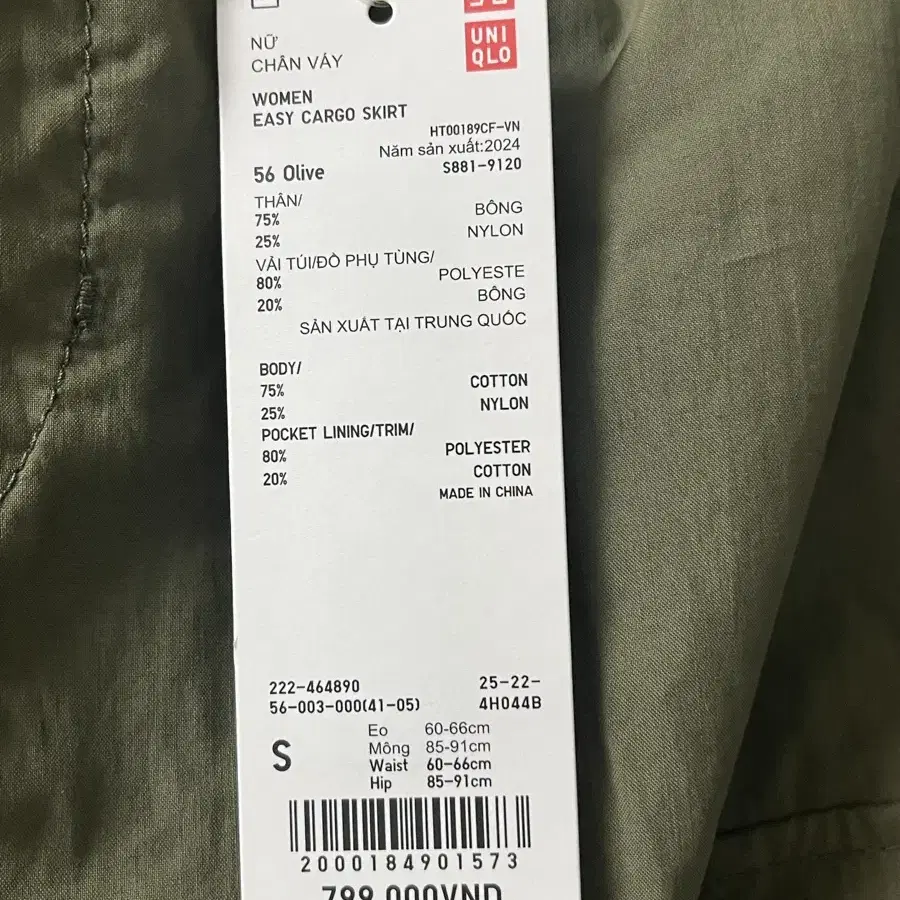 UNI
QLO
NỮ
CHÂN VÁY
WOMEN
EASY CARGO SKIRT
HT00189CF-VN
Năm sản xuất:2024
56 Olive
S881-9120
THÂN/
75% BÔNG
25% NYLON
VẢI TÚI/ĐỒ PHỤ TÙNG/
80% POLYESTE
20% BÔNG
SẢN XUẤT TẠI TRUNG QUỐC
BODY/
75% COTTON
25% NYLON
POCKET LINING/TRIM/
80% POLYESTER
20% COTTON
MADE IN CHINA
222-464890 25-22-
56-003-000(41-05) 4H044B
S
Eo 60-66cm
Mông 85-91cm
Waist 60-66cm
Hip 85-91cm
2000184901573